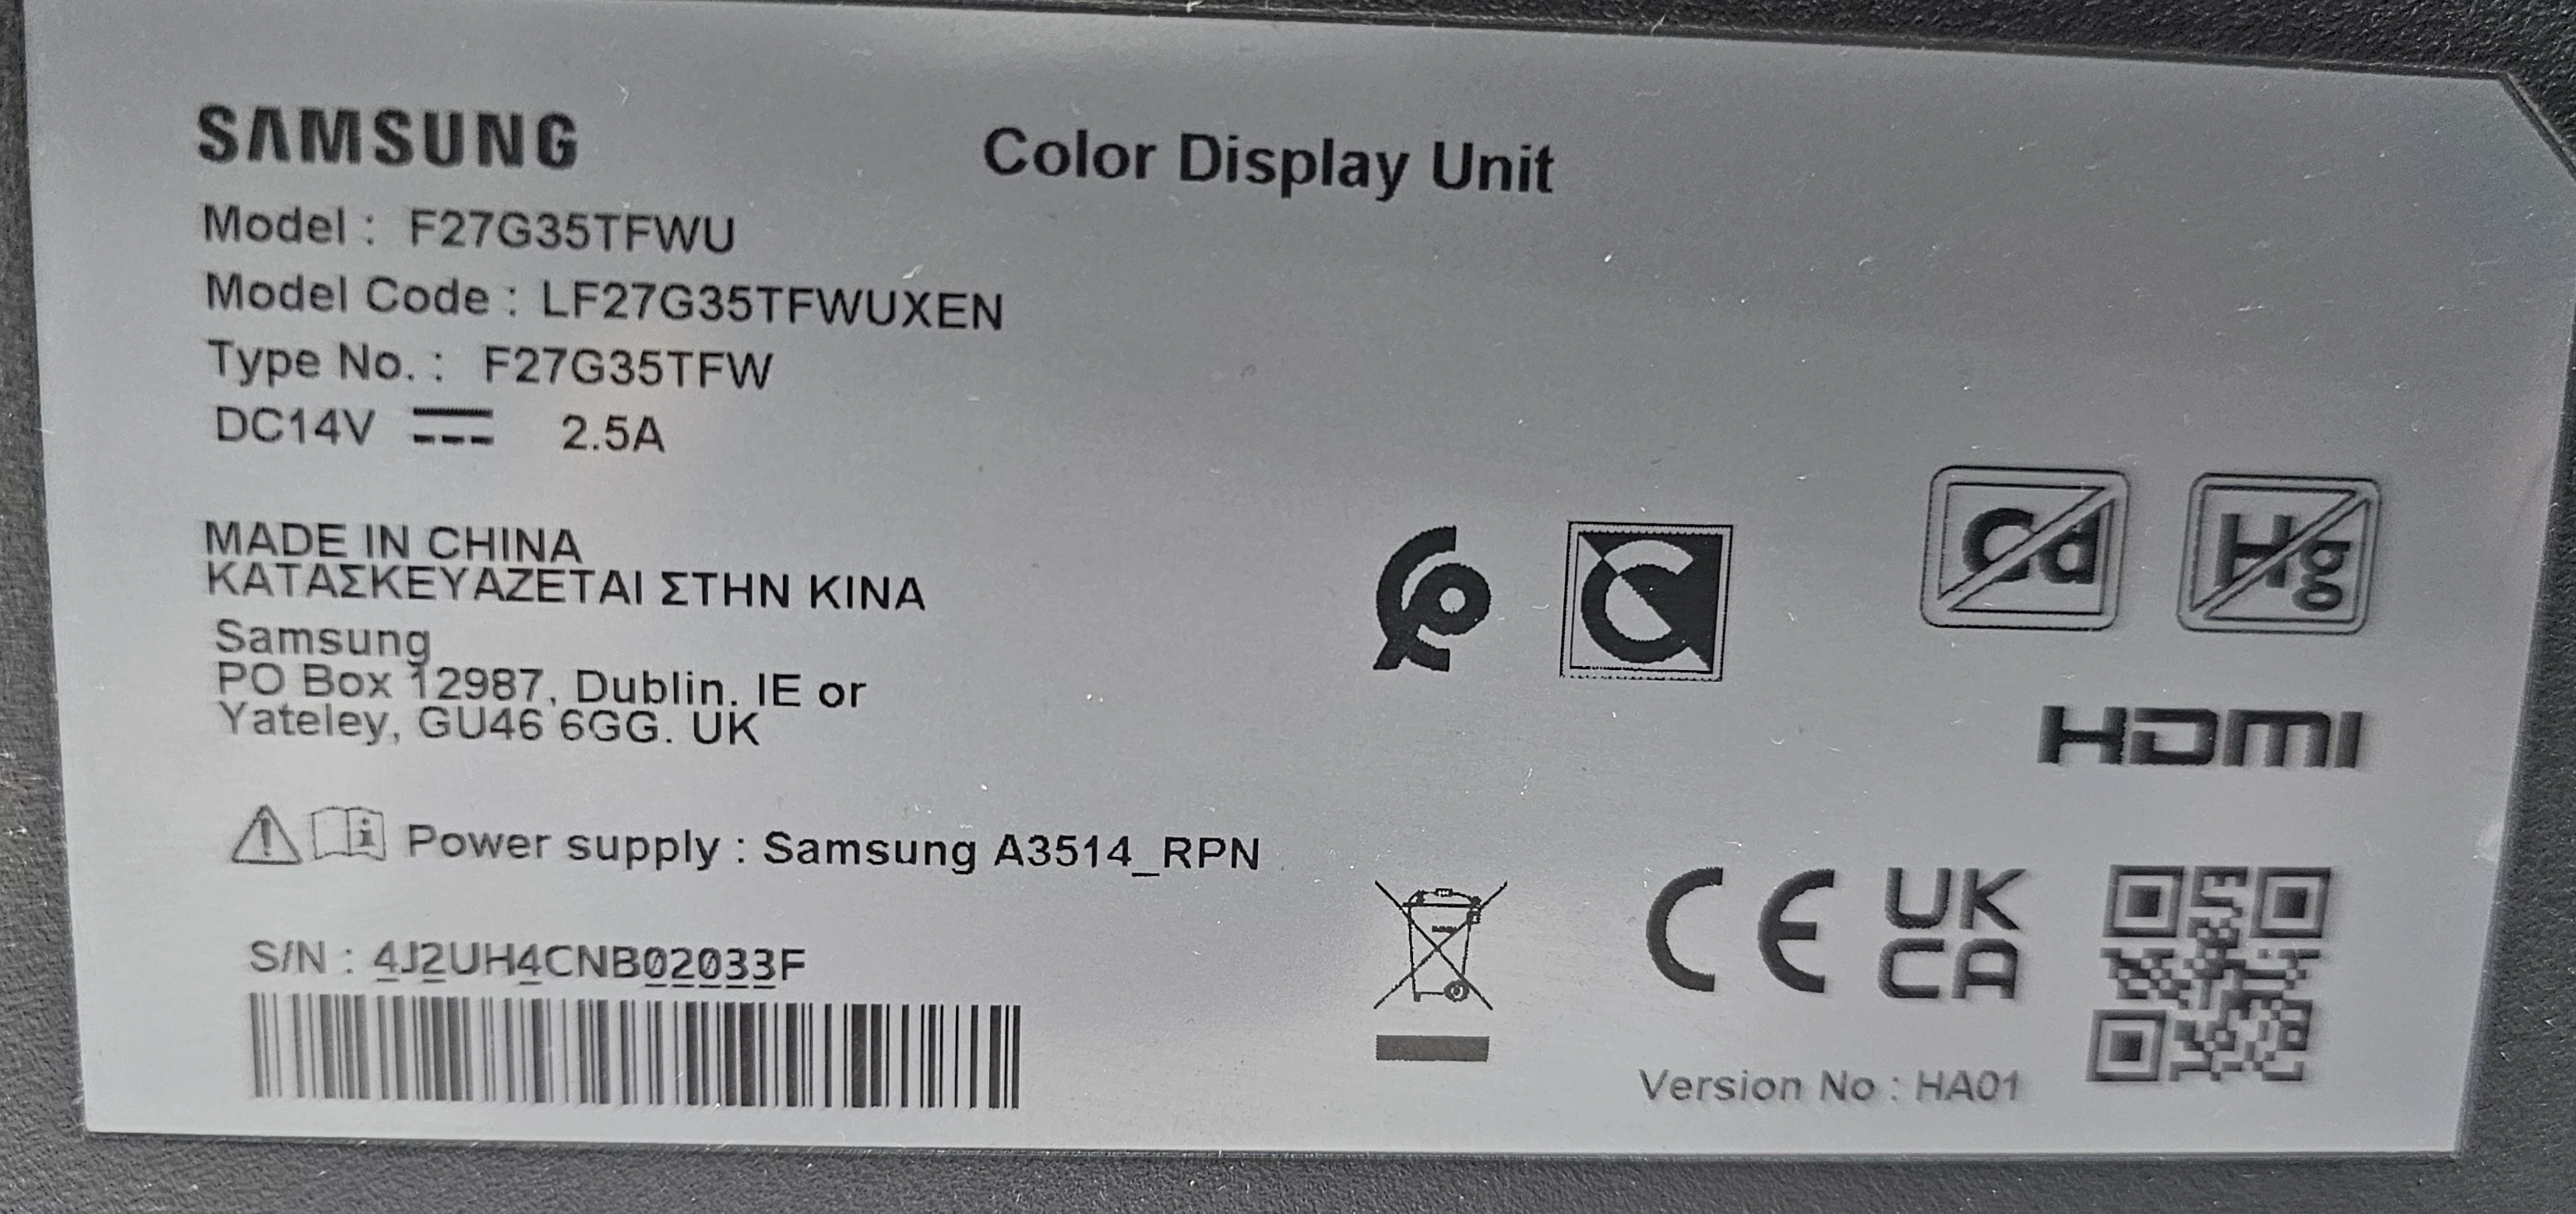 SAMSUNG
Color Display Unit
Model : F27G35TFWU
Model Code : LF27G35TFWUXEN
Type No. : F27G35TFW
DC14V 2.5A
MADE IN CHINA
ΚΑΤΑΣΚΕΥΑΖΕΤΑΙ ΣΤΗΝ ΚΙΝΑ
Samsung
PO Box 12987, Dublin. IE or
Yateley, GU46 6GG. UK
Cd
Hg
HDMI
Power supply : Samsung A3514_RPN
S/N : 4J2UH4CNB02033F
CE
UK
CA
Version No : HA01